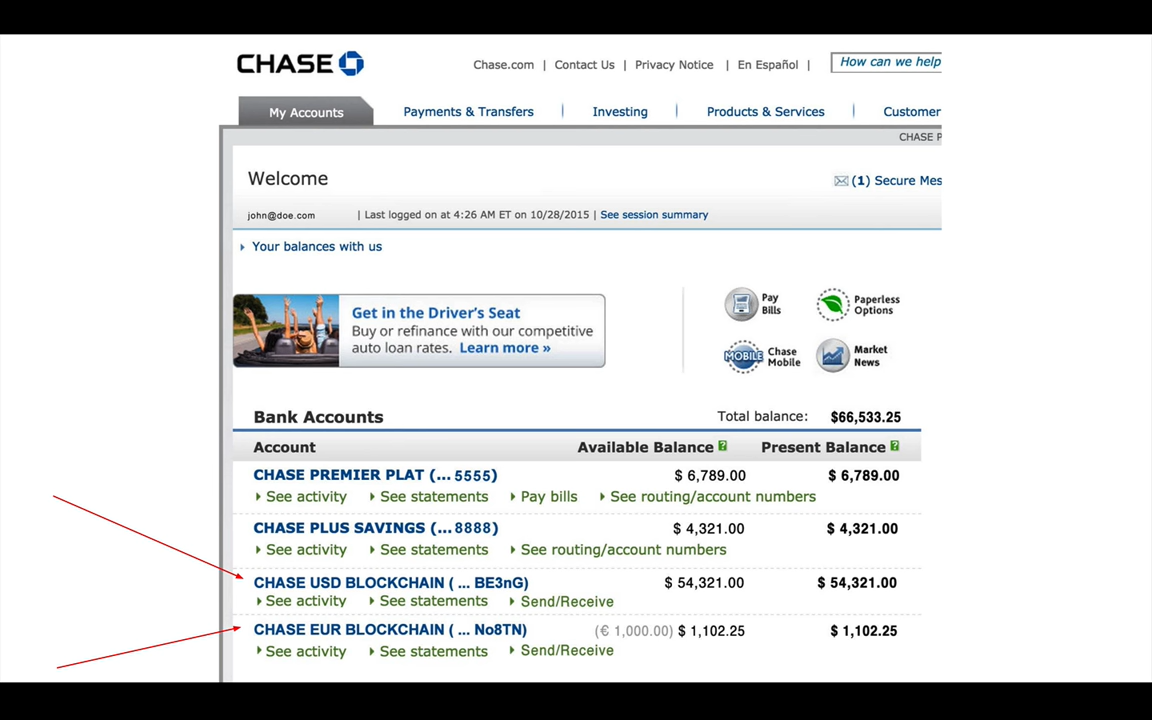 CHASE
Chase.com | Contact Us | Privacy Notice | En Español |
How can we help
My Accounts Payments & Transfers Investing Products & Services Customer
CHASE P
Welcome
(1) Secure Mes
john@doe.com | Last logged on at 4:26 AM ET on 10/28/2015 | See session summary
Your balances with us
Get in the Driver's Seat
Buy or refinance with our competitive
auto loan rates. Learn more »
Pay
Bills
Paperless
Options
MOBILE
Chase
Mobile
Market
News
Bank Accounts Total balance: $66,533.25
Account Available Balance ? Present Balance ?
CHASE PREMIER PLAT (... 5555) $ 6,789.00 $ 6,789.00
See activity See statements Pay bills See routing/account numbers
CHASE PLUS SAVINGS (... 8888) $ 4,321.00 $ 4,321.00
See activity See statements See routing/account numbers
CHASE USD BLOCKCHAIN ( ... BE3nG) $ 54,321.00 $ 54,321.00
See activity See statements Send/Receive
CHASE EUR BLOCKCHAIN ( ... No8TN) (€ 1,000.00) $ 1,102.25 $ 1,102.25
See activity See statements Send/Receive